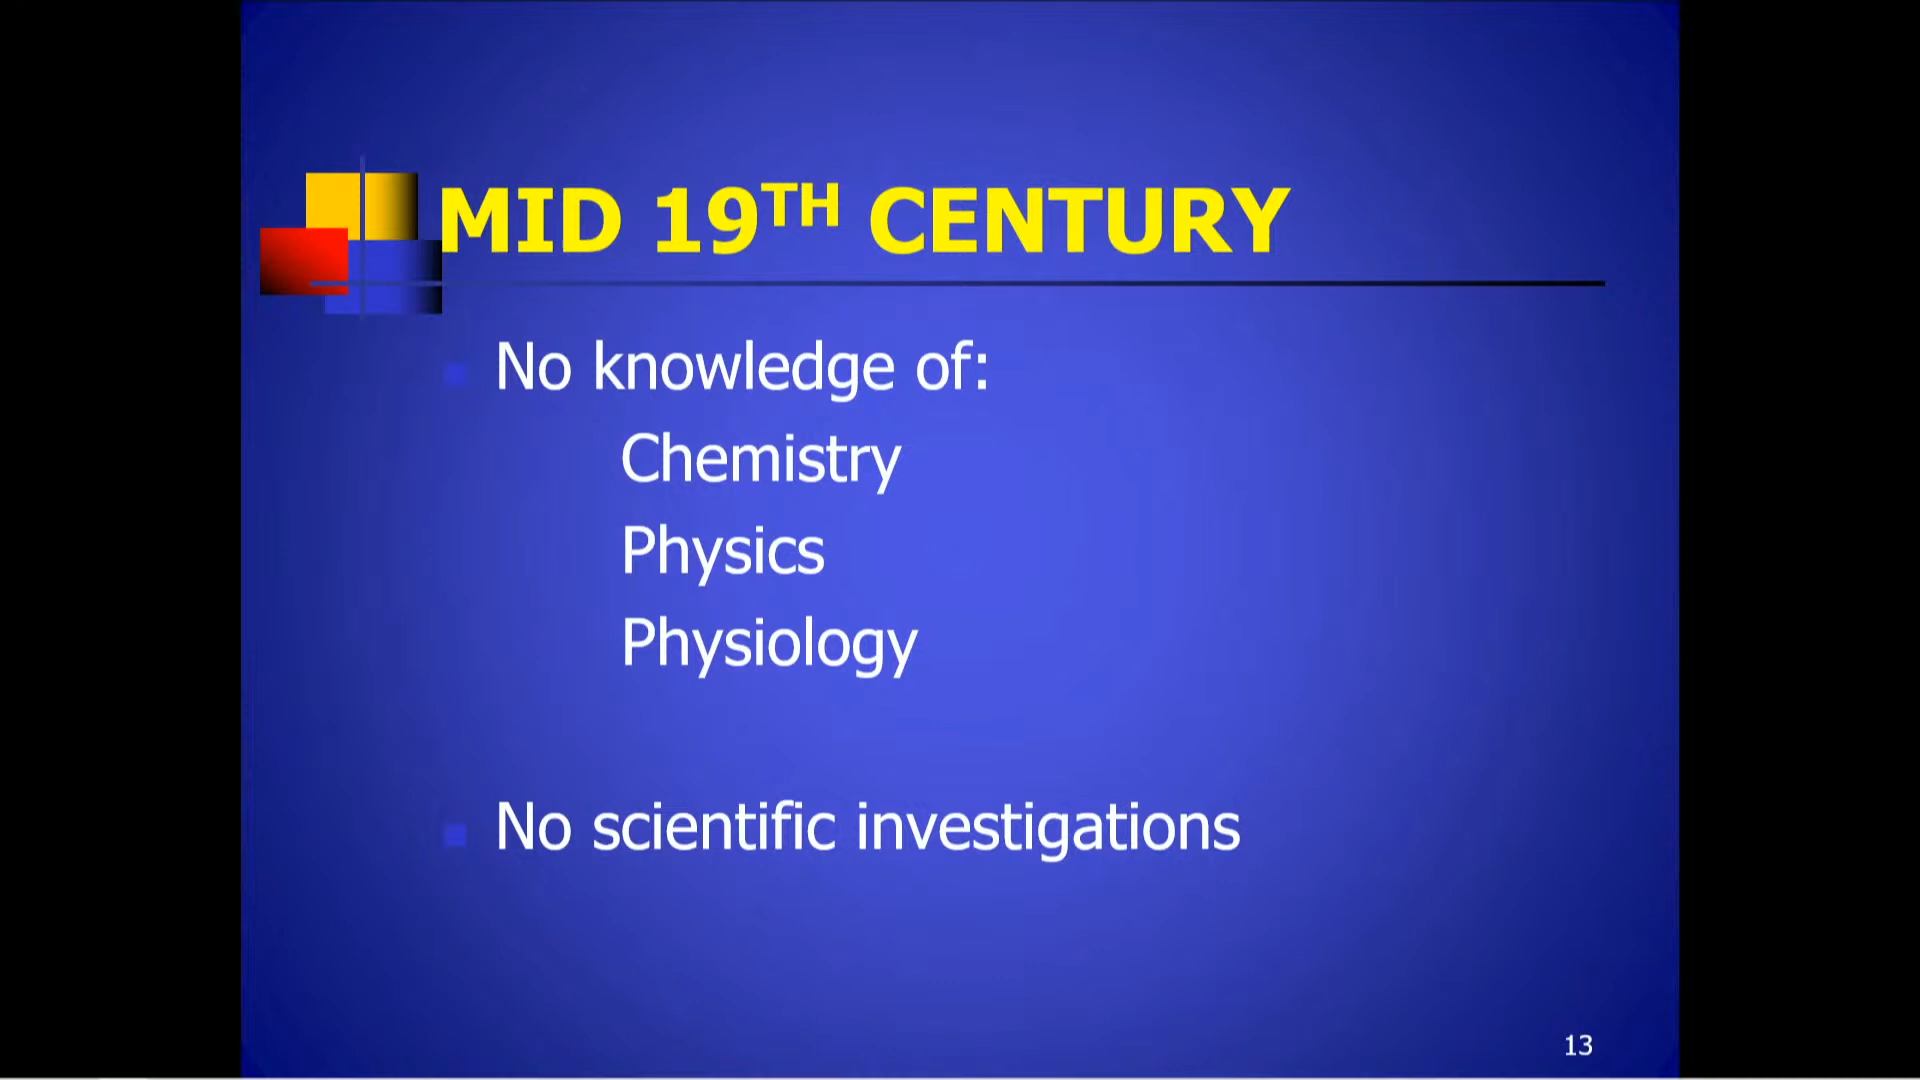 MID 19TH CENTURY
No knowledge of:
Chemistry
Physics
Physiology
No scientific investigations
13